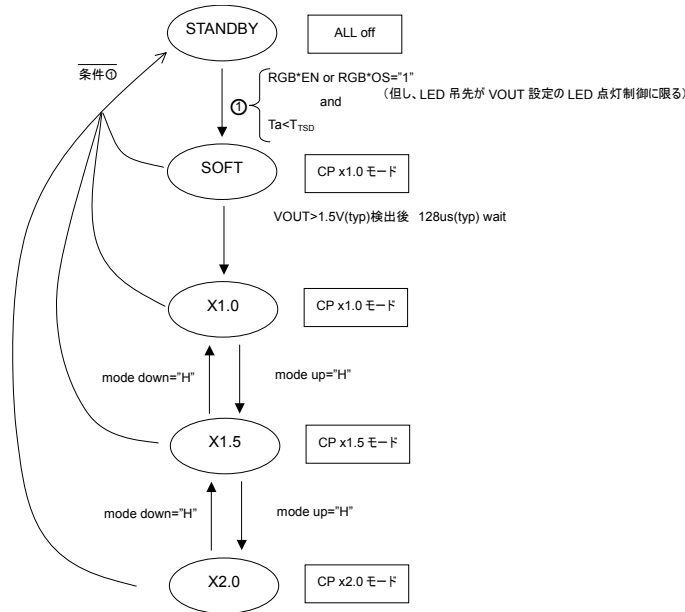 STANDBY
ALL off
条件①
RGB*EN or RGB*OS="1"
(但し、LED 吊先が VOUT 設定の LED 点灯制御に限る)
and
①
Ta<TTSD
SOFT
CP x1.0 モード
VOUT>1.5V(typ)検出後 128us(typ) wait
X1.0
CP x1.0 モード
mode down="H"
mode up="H"
X1.5
CP x1.5 モード
mode down="H"
mode up="H"
X2.0
CP x2.0 モード